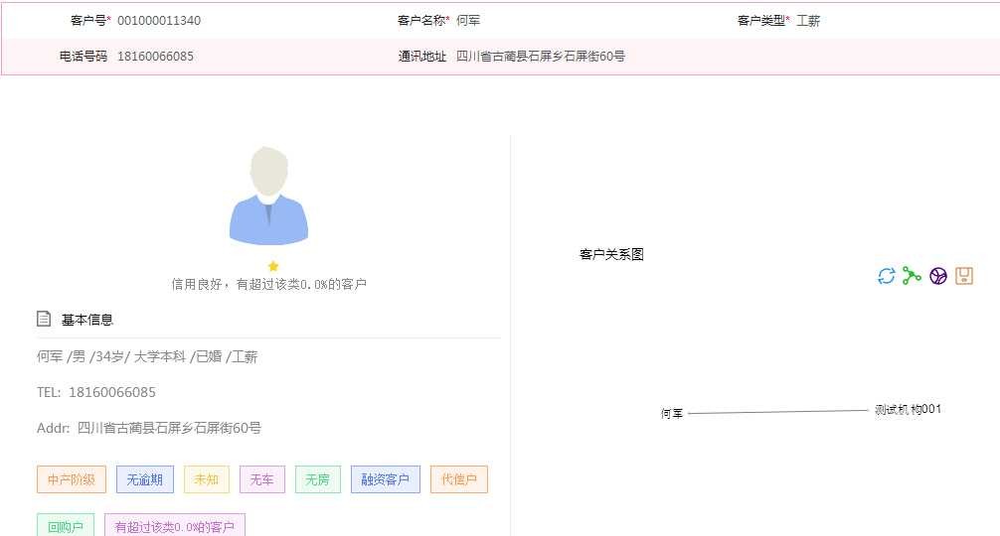 客户号* 001000011340 客户名称* 何军 客户类型* 工薪
电话号码 18160066085 通讯地址 四川省古蔺县石屏乡石屏街60号
信用良好，有超过该类0.0%的客户
基本信息
何军 /男 /34岁/ 大学本科 /已婚 /工薪
TEL: 18160066085
Addr: 四川省古蔺县石屏乡石屏街60号
中产阶级 无逾期 未知 无车 无房 融资客户 代偿户
回购户 有超过该类0.0%的客户
客户关系图
何军 测试机构001